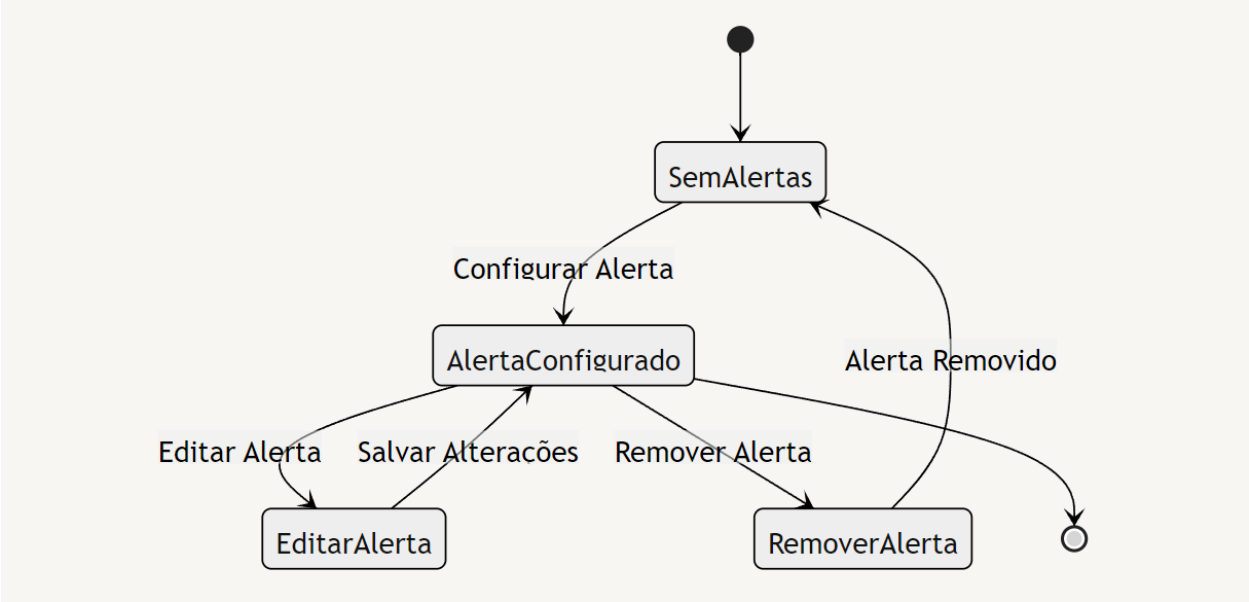 SemAlertas
Configurar Alerta
AlertaConfigurado
Alerta Removido
Editar Alerta
Salvar Alterações
Remover Alerta
EditarAlerta
RemoverAlerta